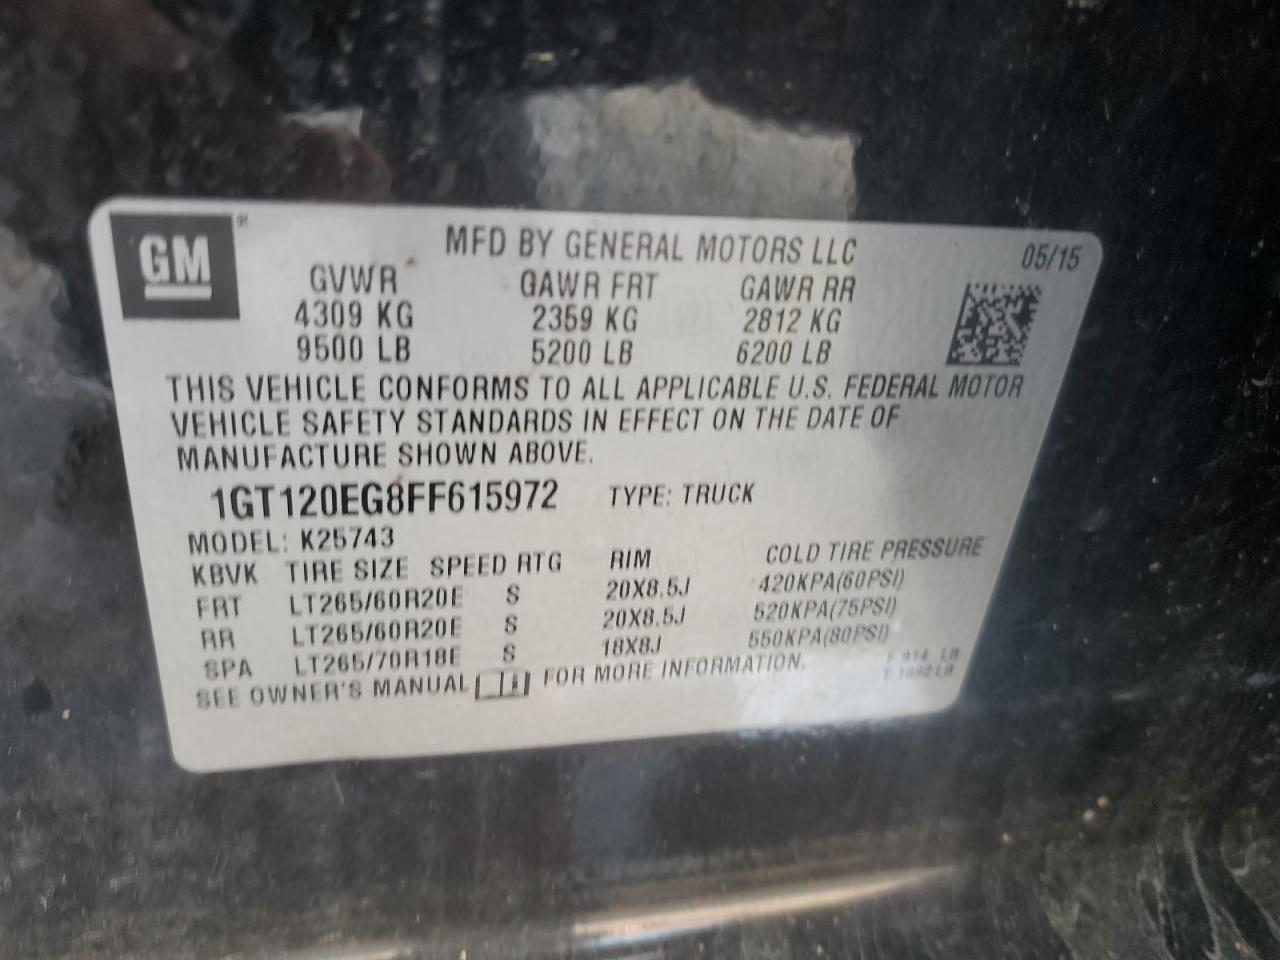 GM®
MFD BY GENERAL MOTORS LLC 05/15
GVWR GAWR FRT GAWR RR
4309 KG 2359 KG 2812 KG
9500 LB 5200 LB 6200 LB
THIS VEHICLE CONFORMS TO ALL APPLICABLE U.S. FEDERAL MOTOR
VEHICLE SAFETY STANDARDS IN EFFECT ON THE DATE OF
MANUFACTURE SHOWN ABOVE.
1GT120EG8FF615972 TYPE: TRUCK
MODEL: K25743
KBVK TIRE SIZE SPEED RTG RIM COLD TIRE PRESSURE
FRT LT265/60R20E S 20X8.5J 420KPA(60PSI)
RR LT265/60R20E S 20X8.5J 520KPA(75PSI)
SPA LT265/70R18E S 18X8J 550KPA(80PSI)
SEE OWNER'S MANUAL FOR MORE INFORMATION. 914 LB
LB